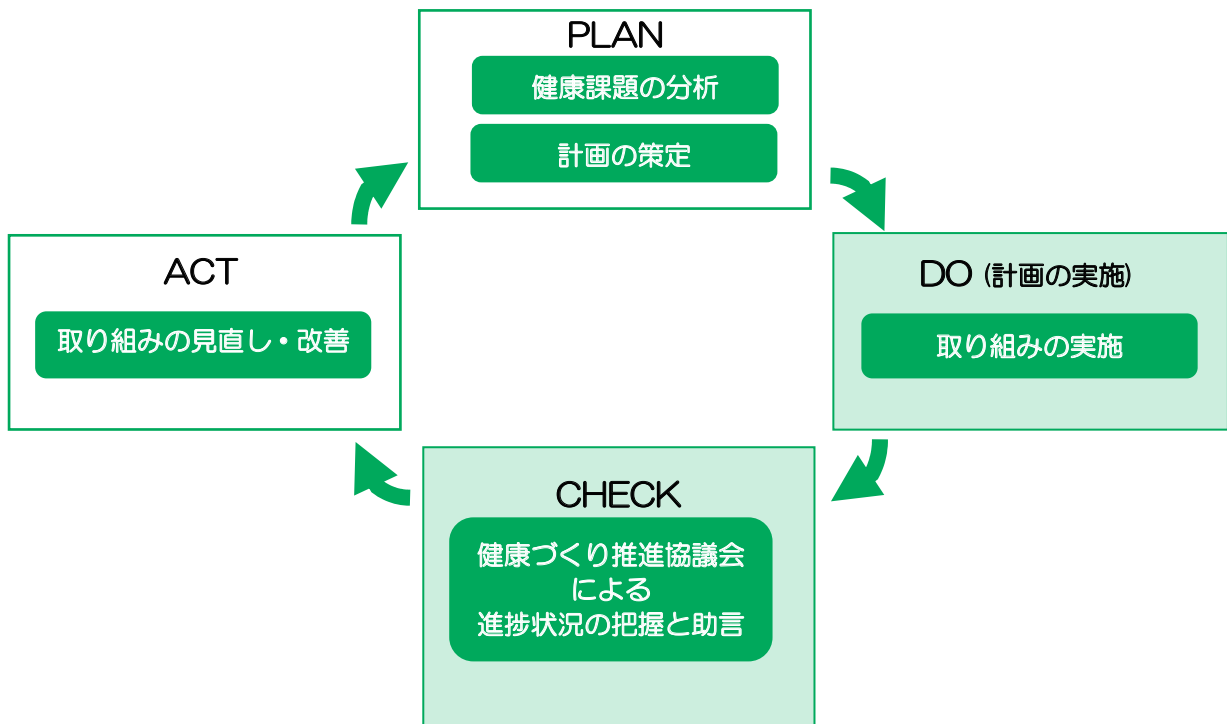 PLAN
健康課題の分析
計画の策定
DO (計画の実施)
取り組みの実施
CHECK
健康づくり推進協議会
による
進捗状況の把握と助言
ACT
取り組みの見直し・改善